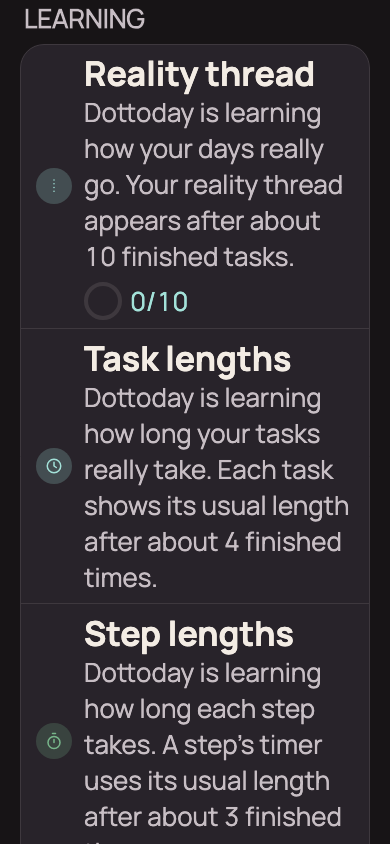 LEARNING
Reality thread
Dottoday is learning
how your days really
go. Your reality thread
appears after about
10 finished tasks.
0/10
Task lengths
Dottoday is learning
how long your tasks
really take. Each task
shows its usual length
after about 4 finished
times.
Step lengths
Dottoday is learning
how long each step
takes. A step's timer
uses its usual length
after about 3 finished